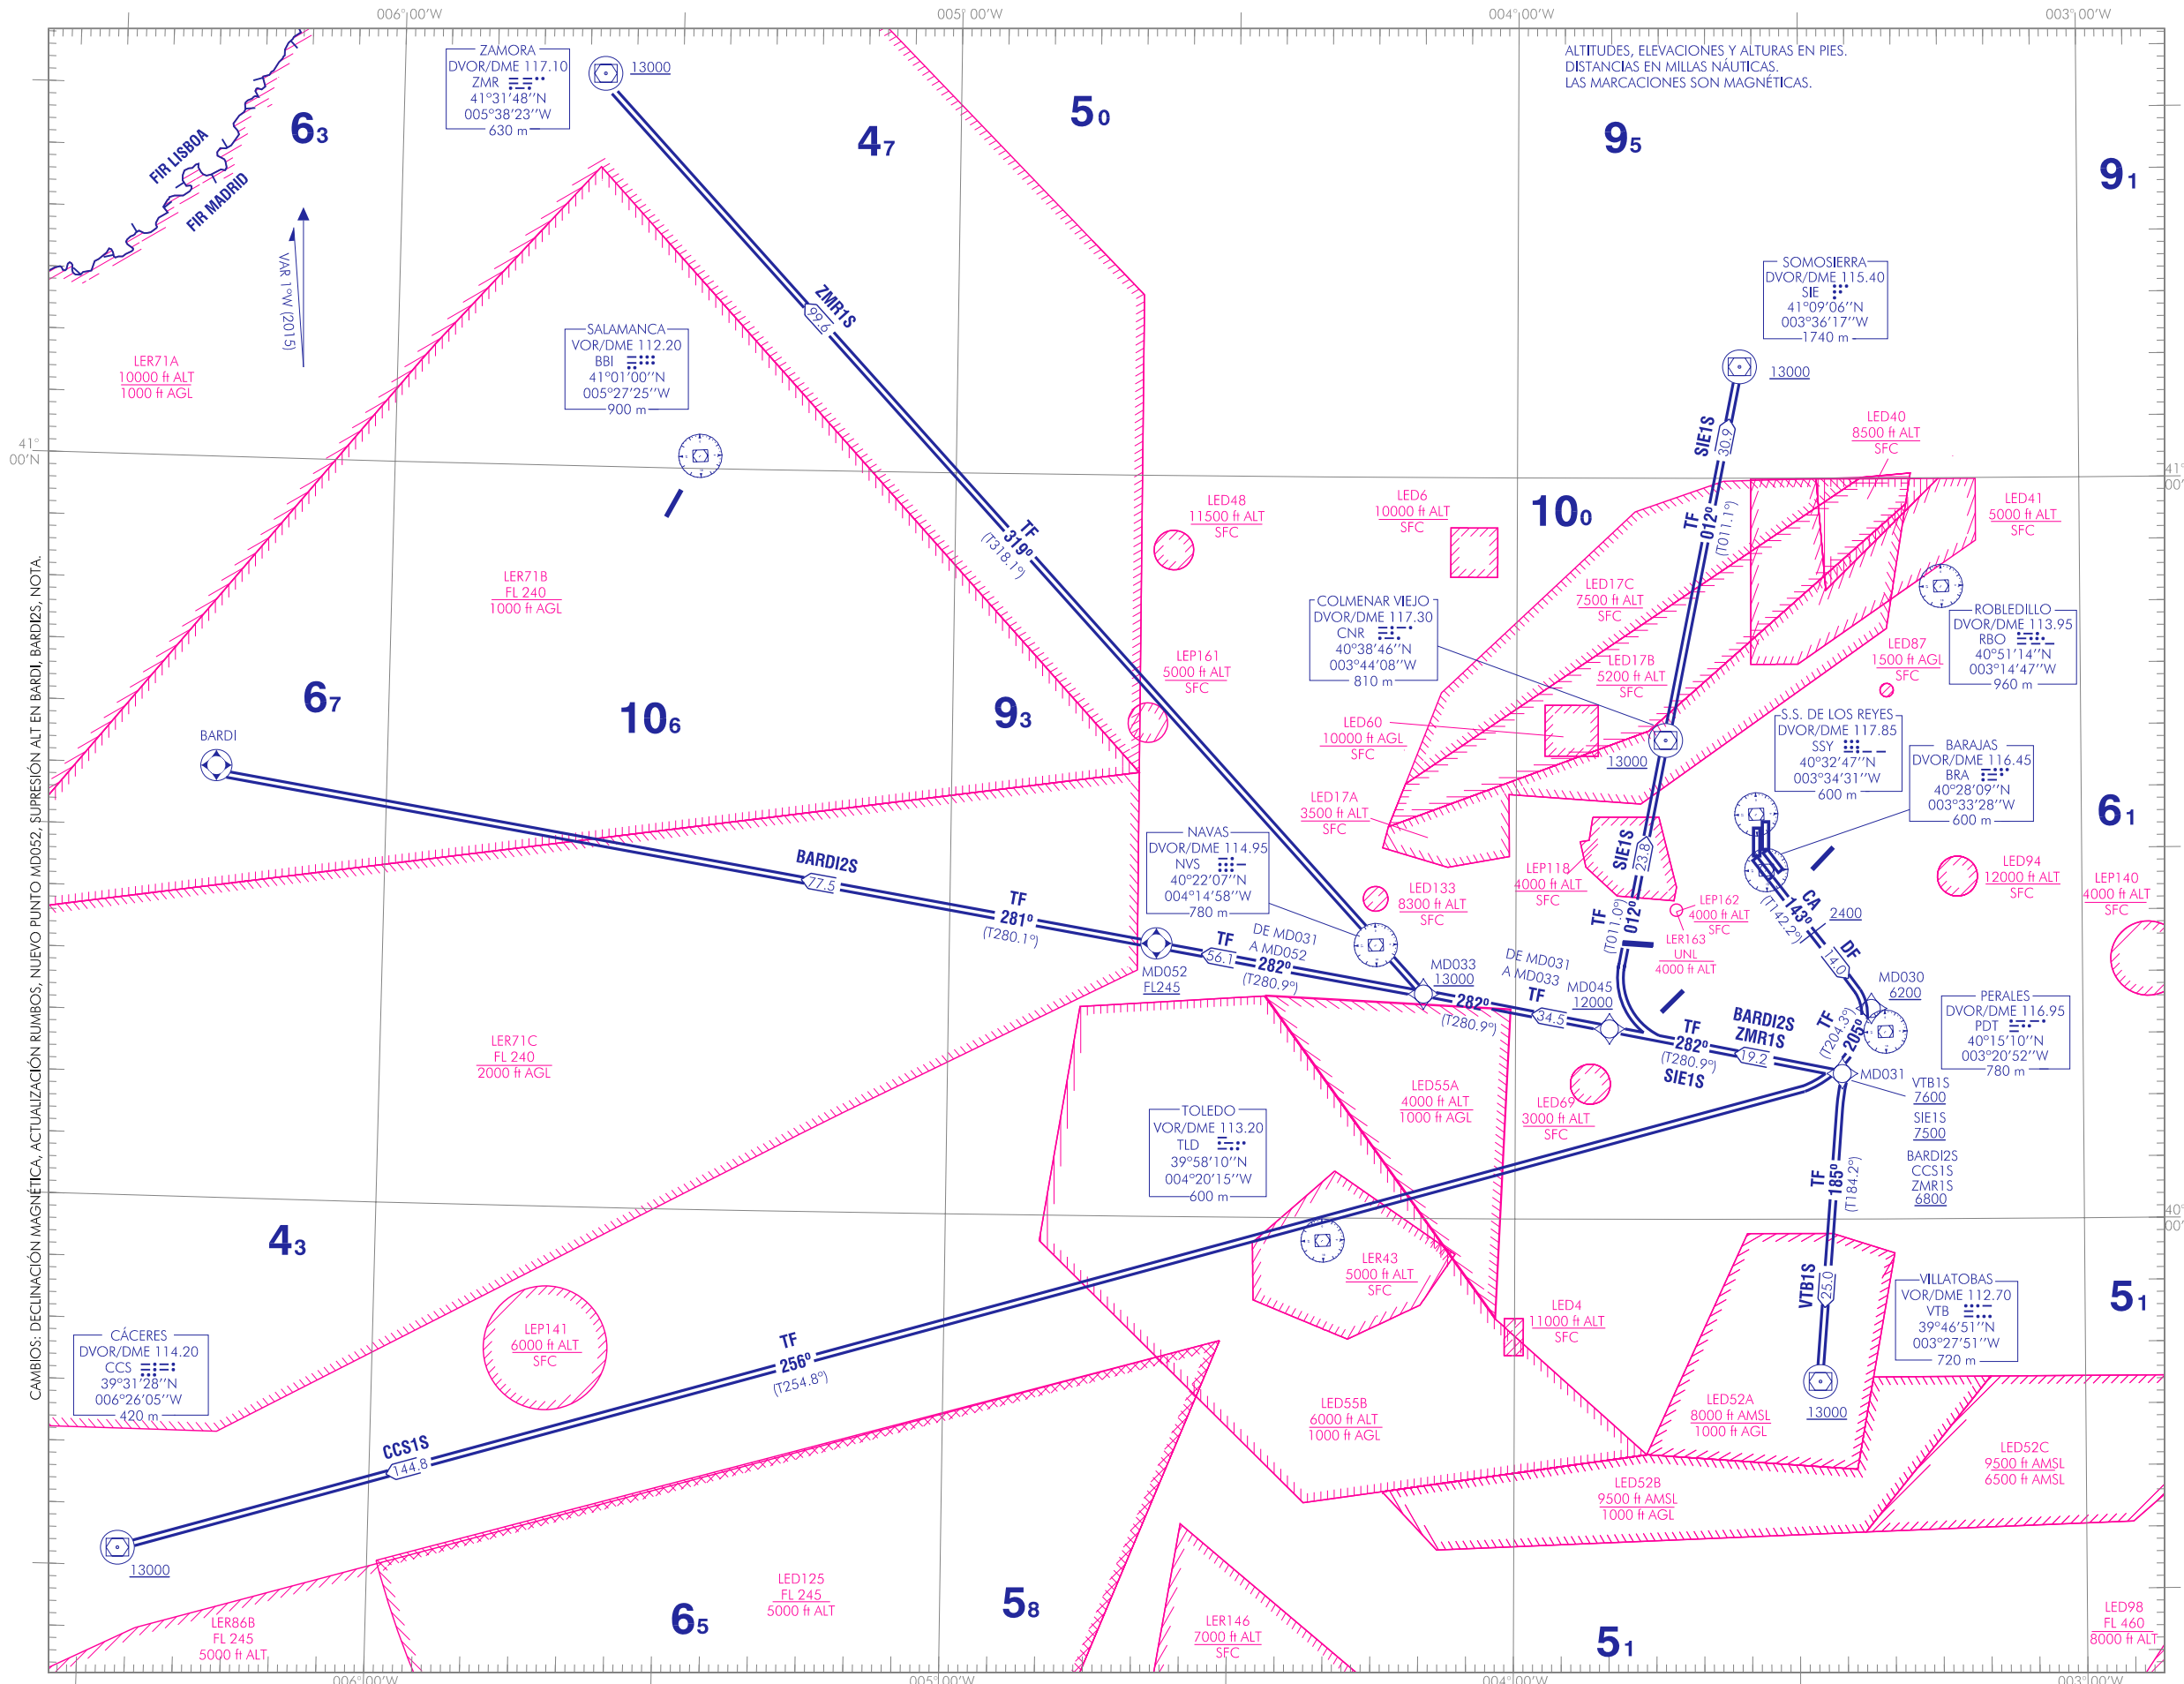 006°00'W
005°00'W
004°00'W
003°00'W
ALTITUDES, ELEVACIONES Y ALTURAS EN PIES.
DISTANCIAS EN MILLAS NÁUTICAS.
LAS MARCACIONES SON MAGNÉTICAS.
ZAMORA
DVOR/DME 117.10
ZMR
41°31'48''N
005°38'23''W
630 m
13000
63
47
50
95
91
FIR LISBOA
FIR MADRID
VAR 1°W (2015)
SOMOSIERRA
DVOR/DME 115.40
SIE
41°09'06''N
003°36'17''W
1740 m
13000
ZMR1S
99.6
SALAMANCA
VOR/DME 112.20
BBI
41°01'00''N
005°27'25''W
900 m
LER71A
10000 ft ALT
1000 ft AGL
41°
00'N
SIE1S
30.9
LED40
8500 ft ALT
SFC
41°
00'
LED48
11500 ft ALT
SFC
LED6
10000 ft ALT
SFC
100
LED41
5000 ft ALT
SFC
TF
319°
(T318.1°)
TF
012°
(T011.1°)
LER71B
FL 240
1000 ft AGL
LED17C
7500 ft ALT
SFC
COLMENAR VIEJO
DVOR/DME 117.30
CNR
40°38'46''N
003°44'08''W
810 m
ROBLEDILLO
DVOR/DME 113.95
RBO
40°51'14''N
003°14'47''W
960 m
LED87
1500 ft AGL
SFC
LEP161
5000 ft ALT
SFC
LED17B
5200 ft ALT
SFC
67
106
93
BARDI
LED60
10000 ft AGL
SFC
13000
S.S. DE LOS REYES
DVOR/DME 117.85
SSY
40°32'47''N
003°34'31''W
600 m
BARAJAS
DVOR/DME 116.45
BRA
40°28'09''N
003°33'28''W
600 m
61
LED17A
3500 ft ALT
SFC
NAVAS
DVOR/DME 114.95
NVS
40°22'07''N
004°14'58''W
780 m
BARDI2S
77.5
SIE1S
23.8
LEP118
4000 ft ALT
SFC
LED94
12000 ft ALT
SFC
LEP140
4000 ft ALT
SFC
LED133
8300 ft ALT
SFC
LEP162
4000 ft ALT
SFC
CA
143°
(T142.2°)
2400
TF
281°
(T280.1°)
TF
012°
(T011.0°)
LER163
UNL
4000 ft ALT
DF
14.0
TF
56.1
DE MD031
A MD052
282°
(T280.9°)
MD052
FL245
MD033
13000
DE MD031
A MD033
282°
TF
(T280.9°)
34.5
MD045
12000
MD030
6200
PERALES
DVOR/DME 116.95
PDT
40°15'10''N
003°20'52''W
780 m
TF
205°
(T204.3°)
BARDI2S
ZMR1S
TF
282°
(T280.9°)
19.2
SIE1S
MD031
VTB1S
7600
SIE1S
7500
BARDI2S
CCS1S
ZMR1S
6800
LER71C
FL 240
2000 ft AGL
LED55A
4000 ft ALT
1000 ft AGL
LED69
3000 ft ALT
SFC
TOLEDO
VOR/DME 113.20
TLD
39°58'10''N
004°20'15''W
600 m
TF
185°
(T184.2°)
40°
00'
43
LER43
5000 ft ALT
SFC
VTB1S
25.0
VILLATOBAS
VOR/DME 112.70
VTB
39°46'51''N
003°27'51''W
720 m
13000
51
LEP141
6000 ft ALT
SFC
LED4
11000 ft ALT
SFC
CÁCERES
DVOR/DME 114.20
CCS
39°31'28''N
006°26'05''W
420 m
TF
256°
(T254.8°)
LED55B
6000 ft ALT
1000 ft AGL
LED52A
8000 ft AMSL
1000 ft AGL
CCS1S
144.8
LED52C
9500 ft AMSL
6500 ft AMSL
LED52B
9500 ft AMSL
1000 ft AGL
13000
LED125
FL 245
5000 ft ALT
65
58
51
LER86B
FL 245
5000 ft ALT
LER146
7000 ft ALT
SFC
LED98
FL 460
8000 ft ALT
006°00'W
005°00'W
004°00'W
003°00'W
CAMBIOS: DECLINACIÓN MAGNÉTICA, ACTUALIZACIÓN RUMBOS, NUEVO PUNTO MD052, SUPRESIÓN ALT EN BARDI, BARDI2S, NOTA.